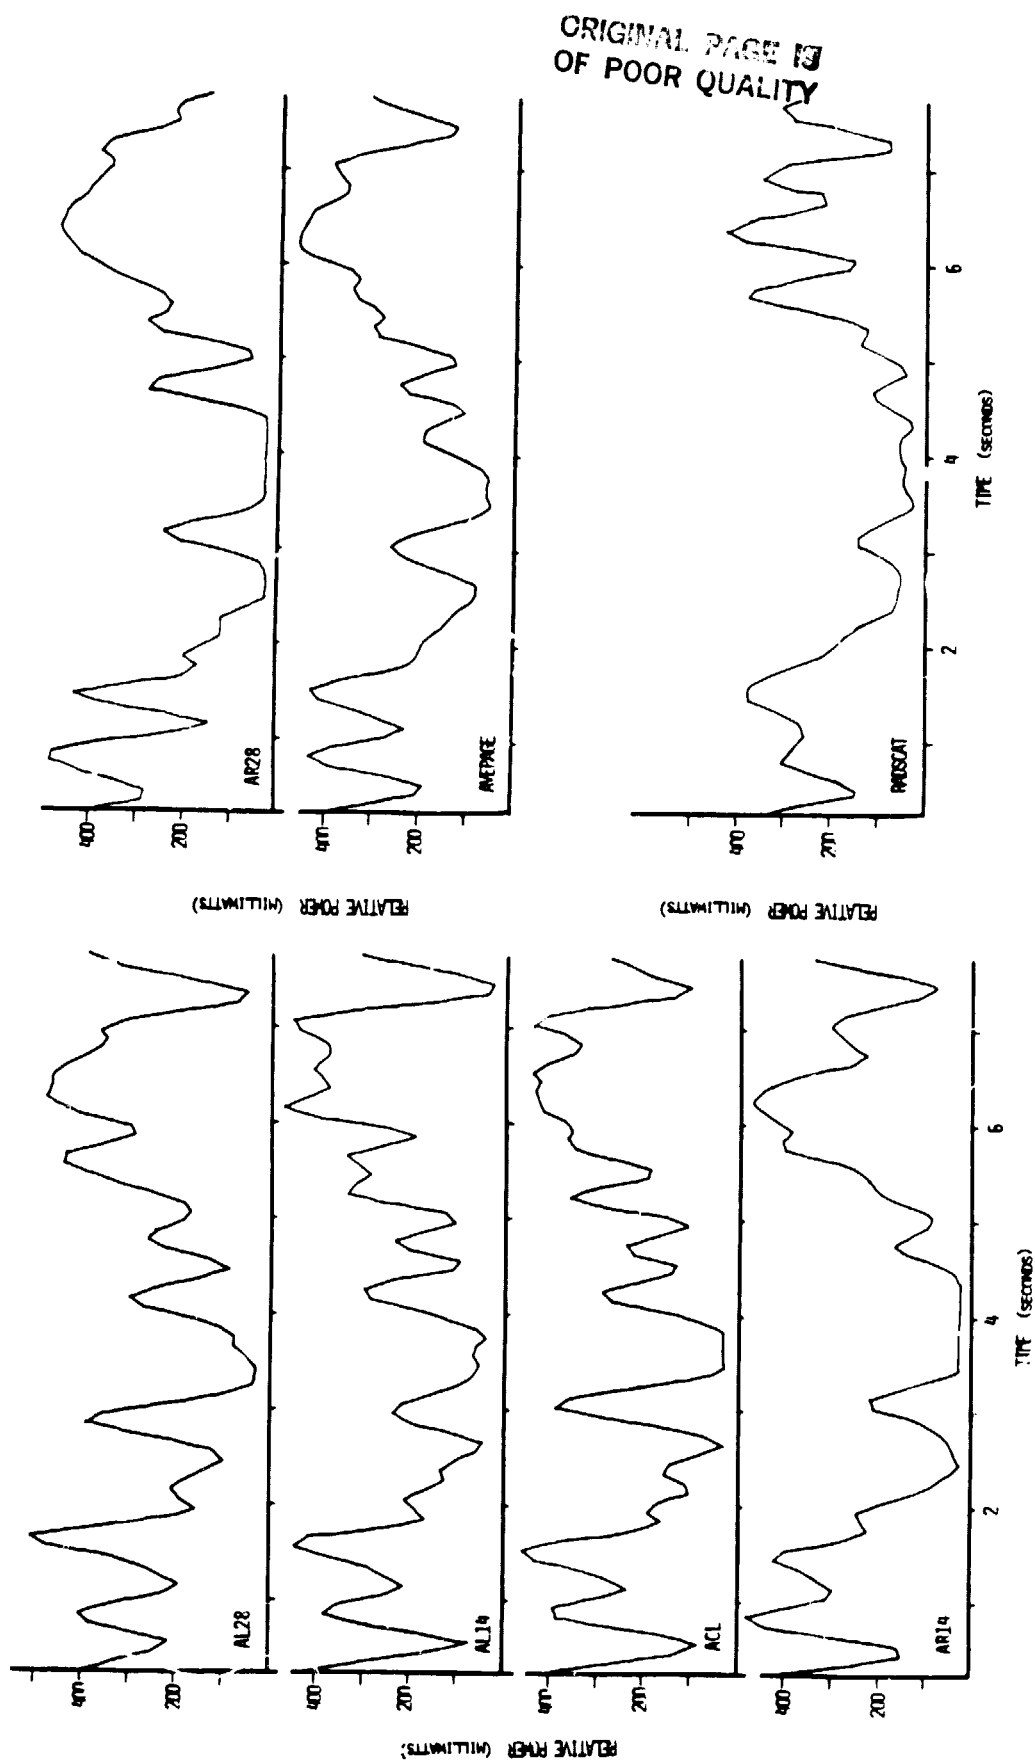 ORIGINAL PAGE IS
OF POOR QUALITY
RELATIVE POWER (MILLIWATTS)
400
200
AL28
400
200
AL14
400
200
ACL
400
200
AR14
2
4
6
TIME (SECONDS)
RELATIVE POWER (MILLIWATTS)
400
200
AR28
400
200
AVERAGE
RELATIVE POWER (MILLIWATTS)
400
200
RADSCAT
2
4
6
TIME (SECONDS)